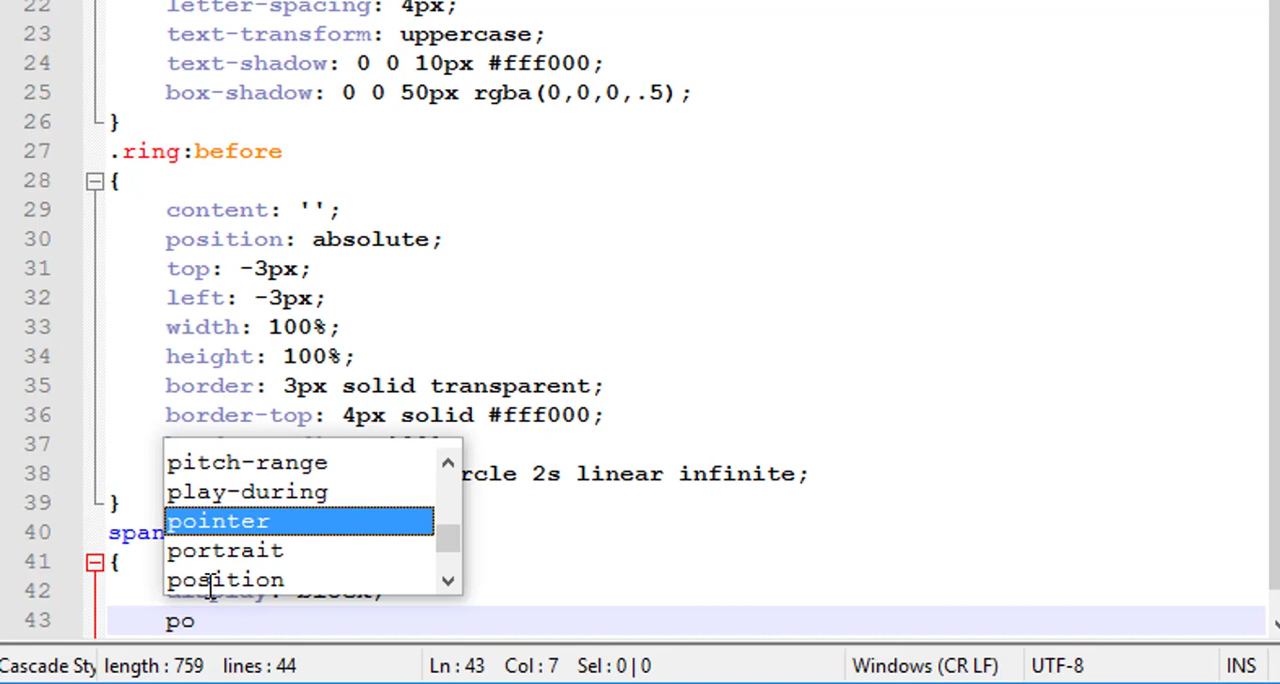 22 letter-spacing: 4px;
23 text-transform: uppercase;
24 text-shadow: 0 0 10px #fff000;
25 box-shadow: 0 0 50px rgba(0,0,0,.5);
26 }
27 .ring:before
28 {
29 content: '';
30 position: absolute;
31 top: -3px;
32 left: -3px;
33 width: 100%;
34 height: 100%;
35 border: 3px solid transparent;
36 border-top: 4px solid #fff000;
37
38 rcle 2s linear infinite;
39 }
40 span
41 {
42 display: block;
43 po
pitch-range
play-during
pointer
portrait
position
Cascade Sty length : 759 lines : 44 Ln : 43 Col : 7 Sel : 0 | 0 Windows (CR LF) UTF-8 INS